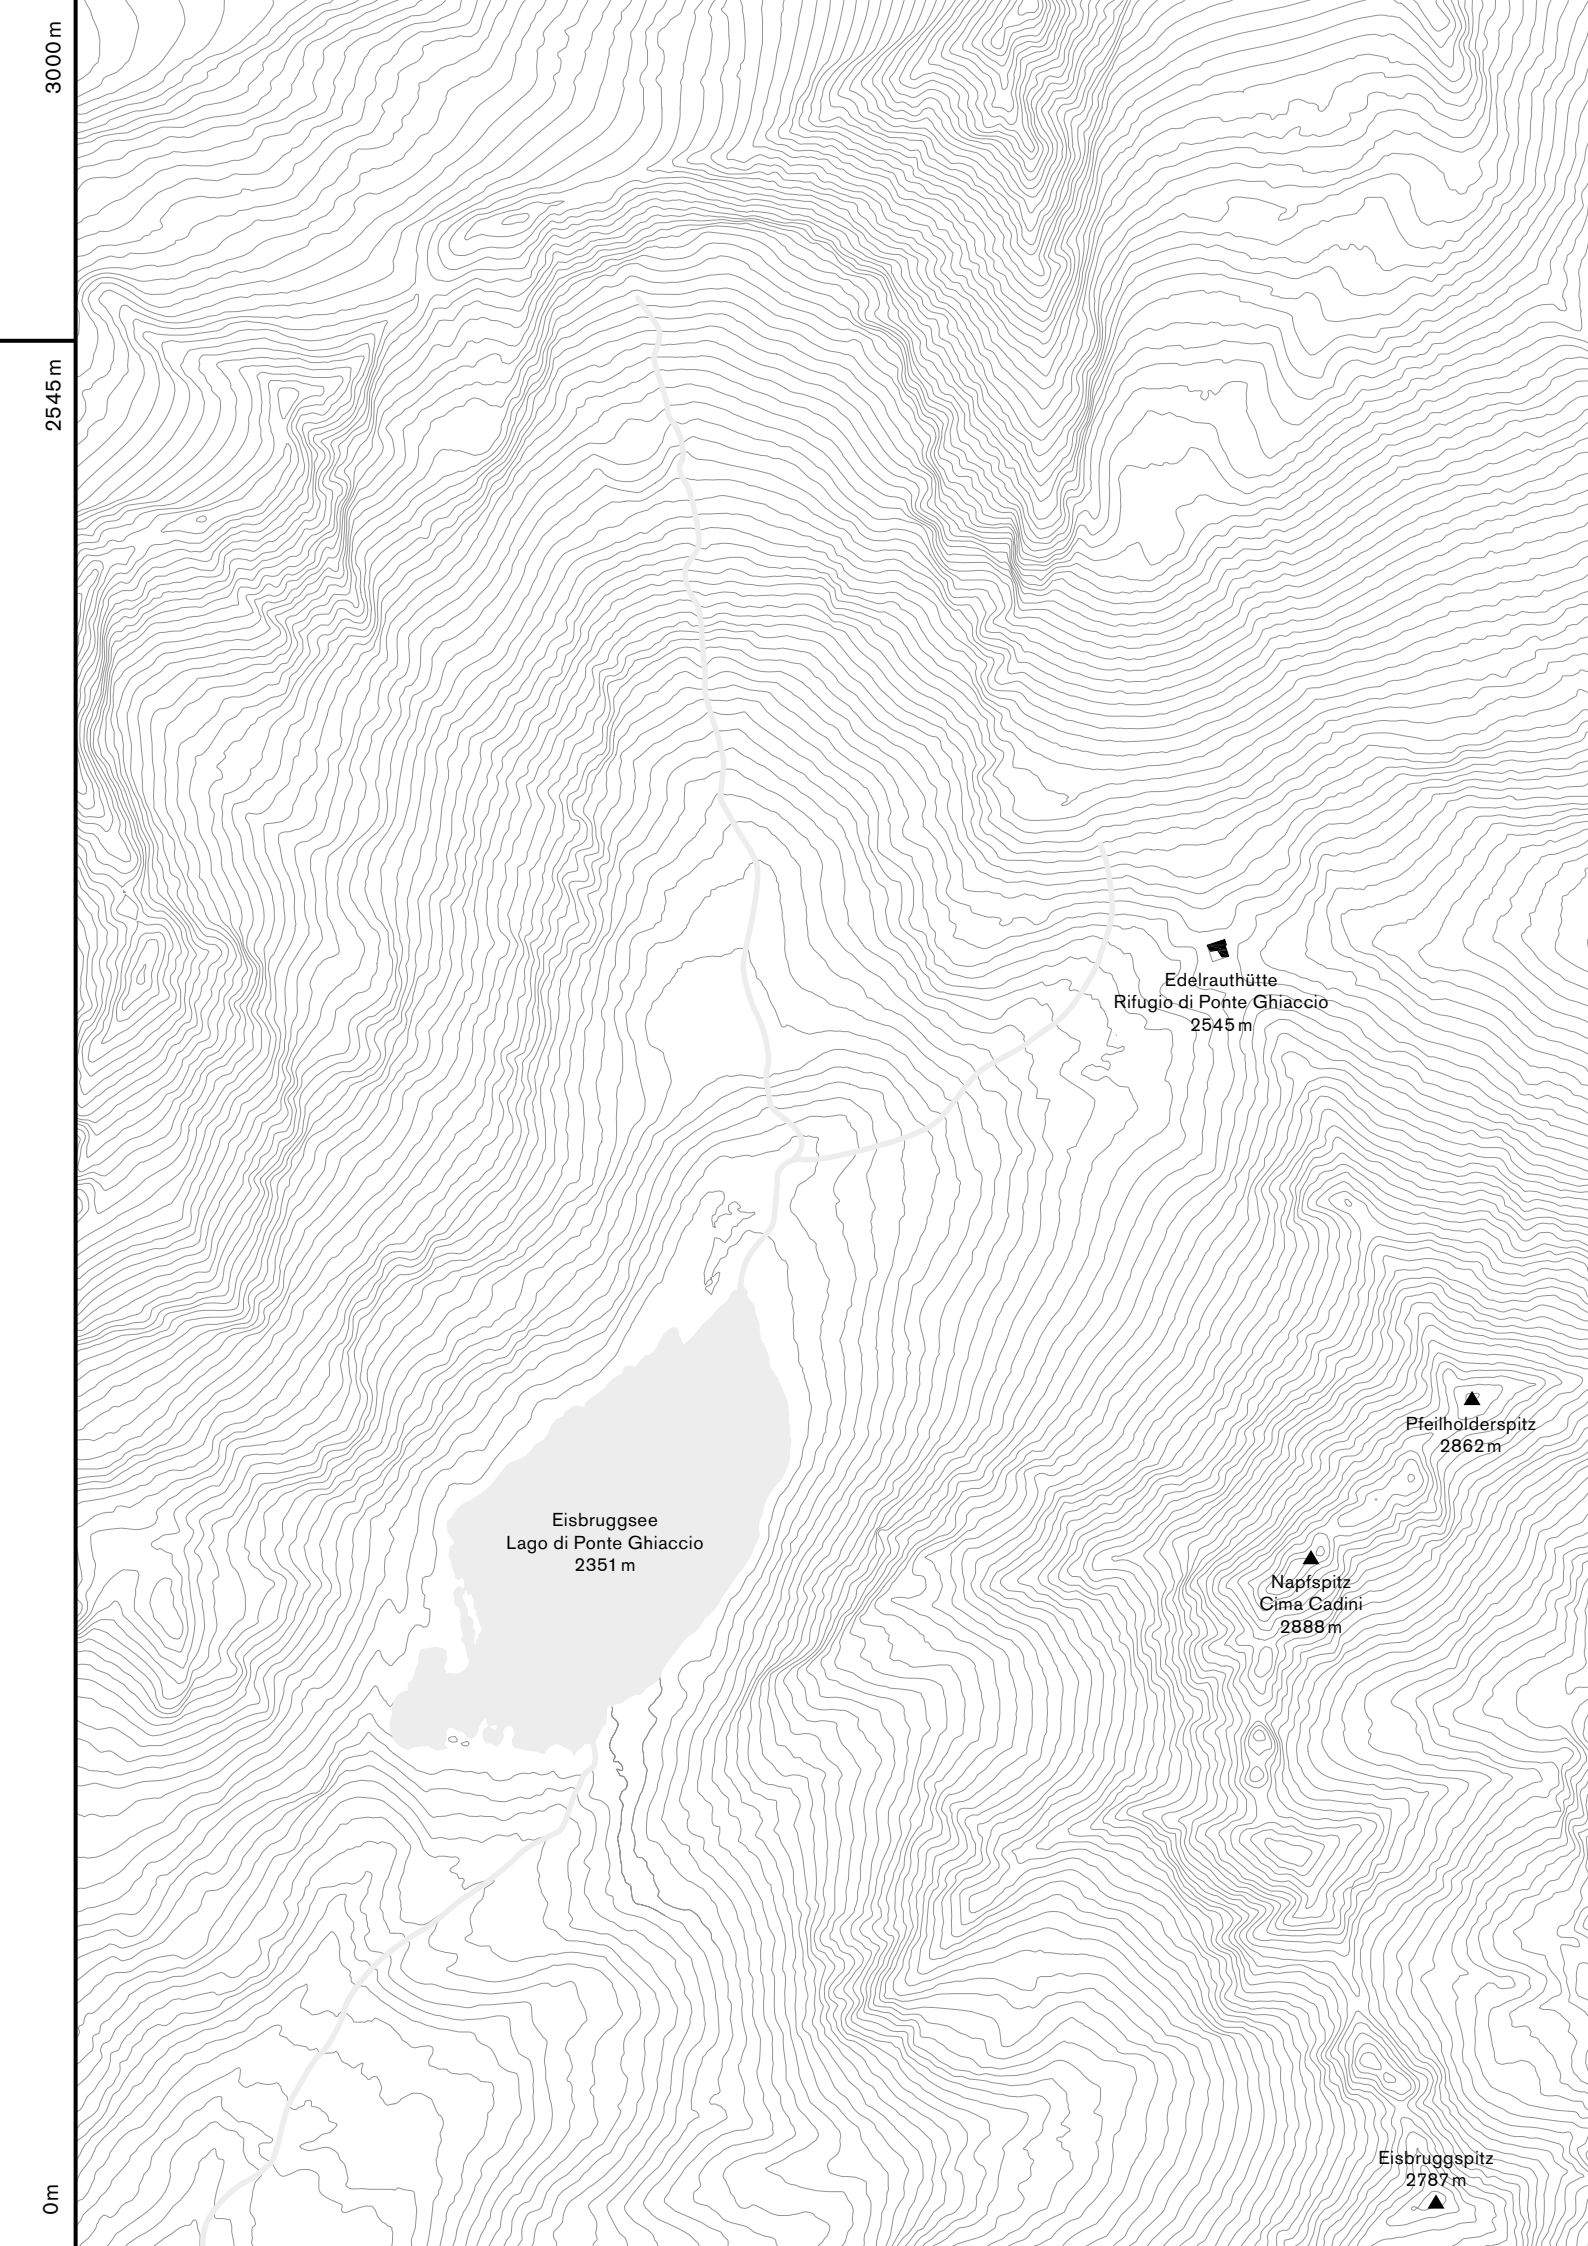 3000 m
2545 m
Edelrauthütte
Rifugio di Ponte Ghiaccio
2545 m
Pfeilholderspitz
2862 m
Eisbruggsee
Lago di Ponte Ghiaccio
2351 m
Napfspitz
Cima Cadini
2888 m
Eisbruggspitz
2787 m
0 m